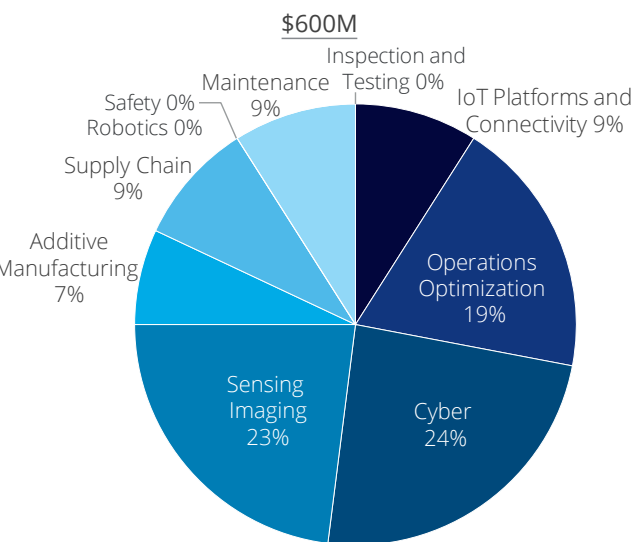 $600M
Inspection and
Testing 0%
IoT Platforms and
Connectivity 9%
Operations
Optimization
19%
Cyber
24%
Sensing
Imaging
23%
Additive
Manufacturing
7%
Supply Chain
9%
Safety 0%
Robotics 0%
Maintenance
9%